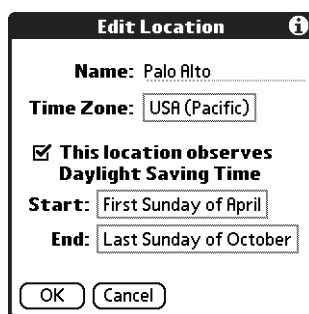 Edit Location
Name: Palo Alto
Time Zone: USA (Pacific)
This location observes
Daylight Saving Time
Start: First Sunday of April
End: Last Sunday of October
OK Cancel